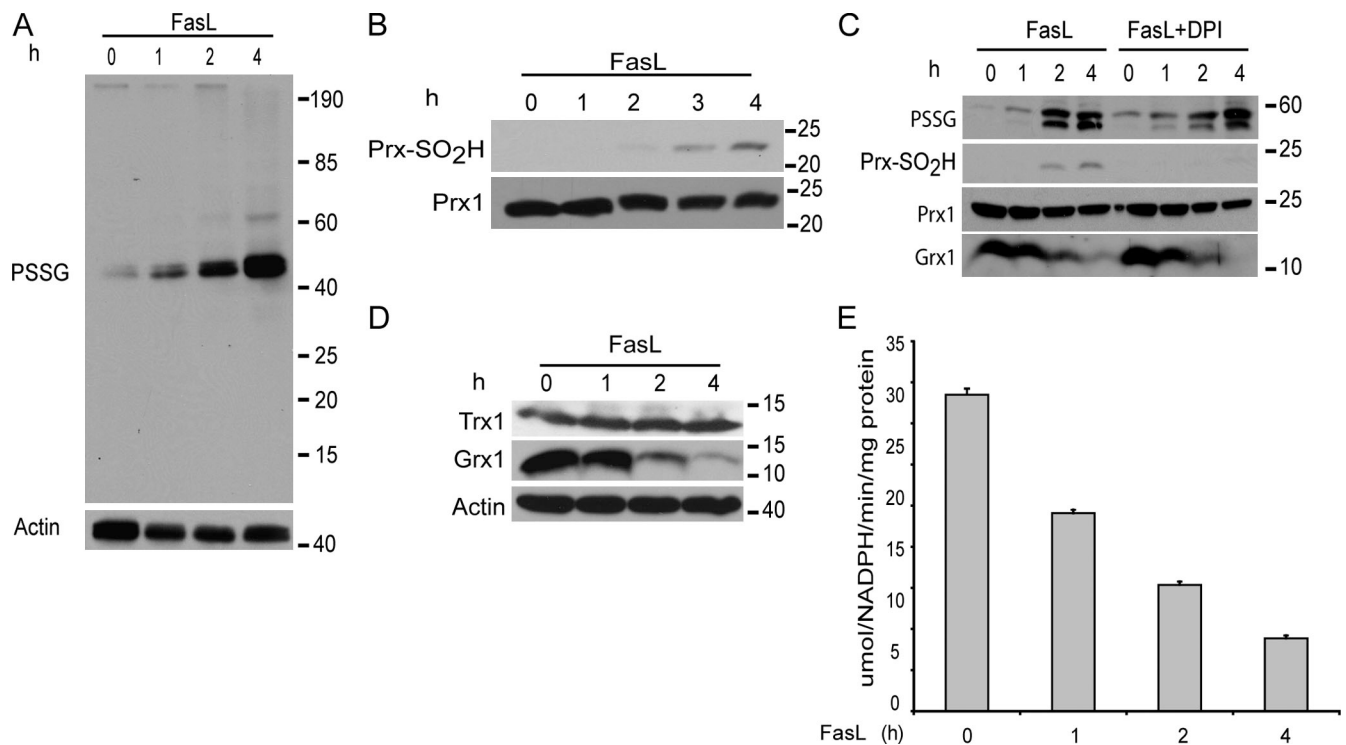 A
FasL
h 0 1 2 4
190
85
60
PSSG
40
25
20
15
Actin
40
B
FasL
h 0 1 2 3 4
Prx-SO2H
25
20
Prx1
25
20
C
FasL FasL+DPI
h 0 1 2 4 0 1 2 4
PSSG
60
Prx-SO2H
25
Prx1
25
Grx1
10
D
FasL
h 0 1 2 4
Trx1
15
Grx1
15
10
Actin
40
E
umol/NADPH/min/mg protein
35
30
25
20
15
10
5
0
FasL (h) 0 1 2 4